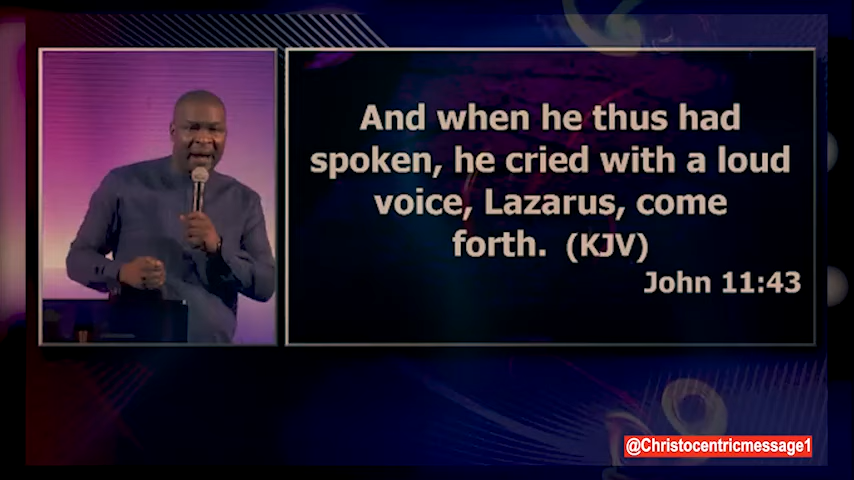 And when he thus had
spoken, he cried with a loud
voice, Lazarus, come
forth. (KJV)
John 11:43
@Christocentricmessage1